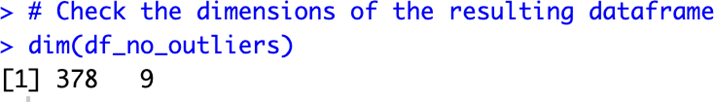 > # Check the dimensions of the resulting dataframe
> dim(df_no_outliers)
[1] 378   9